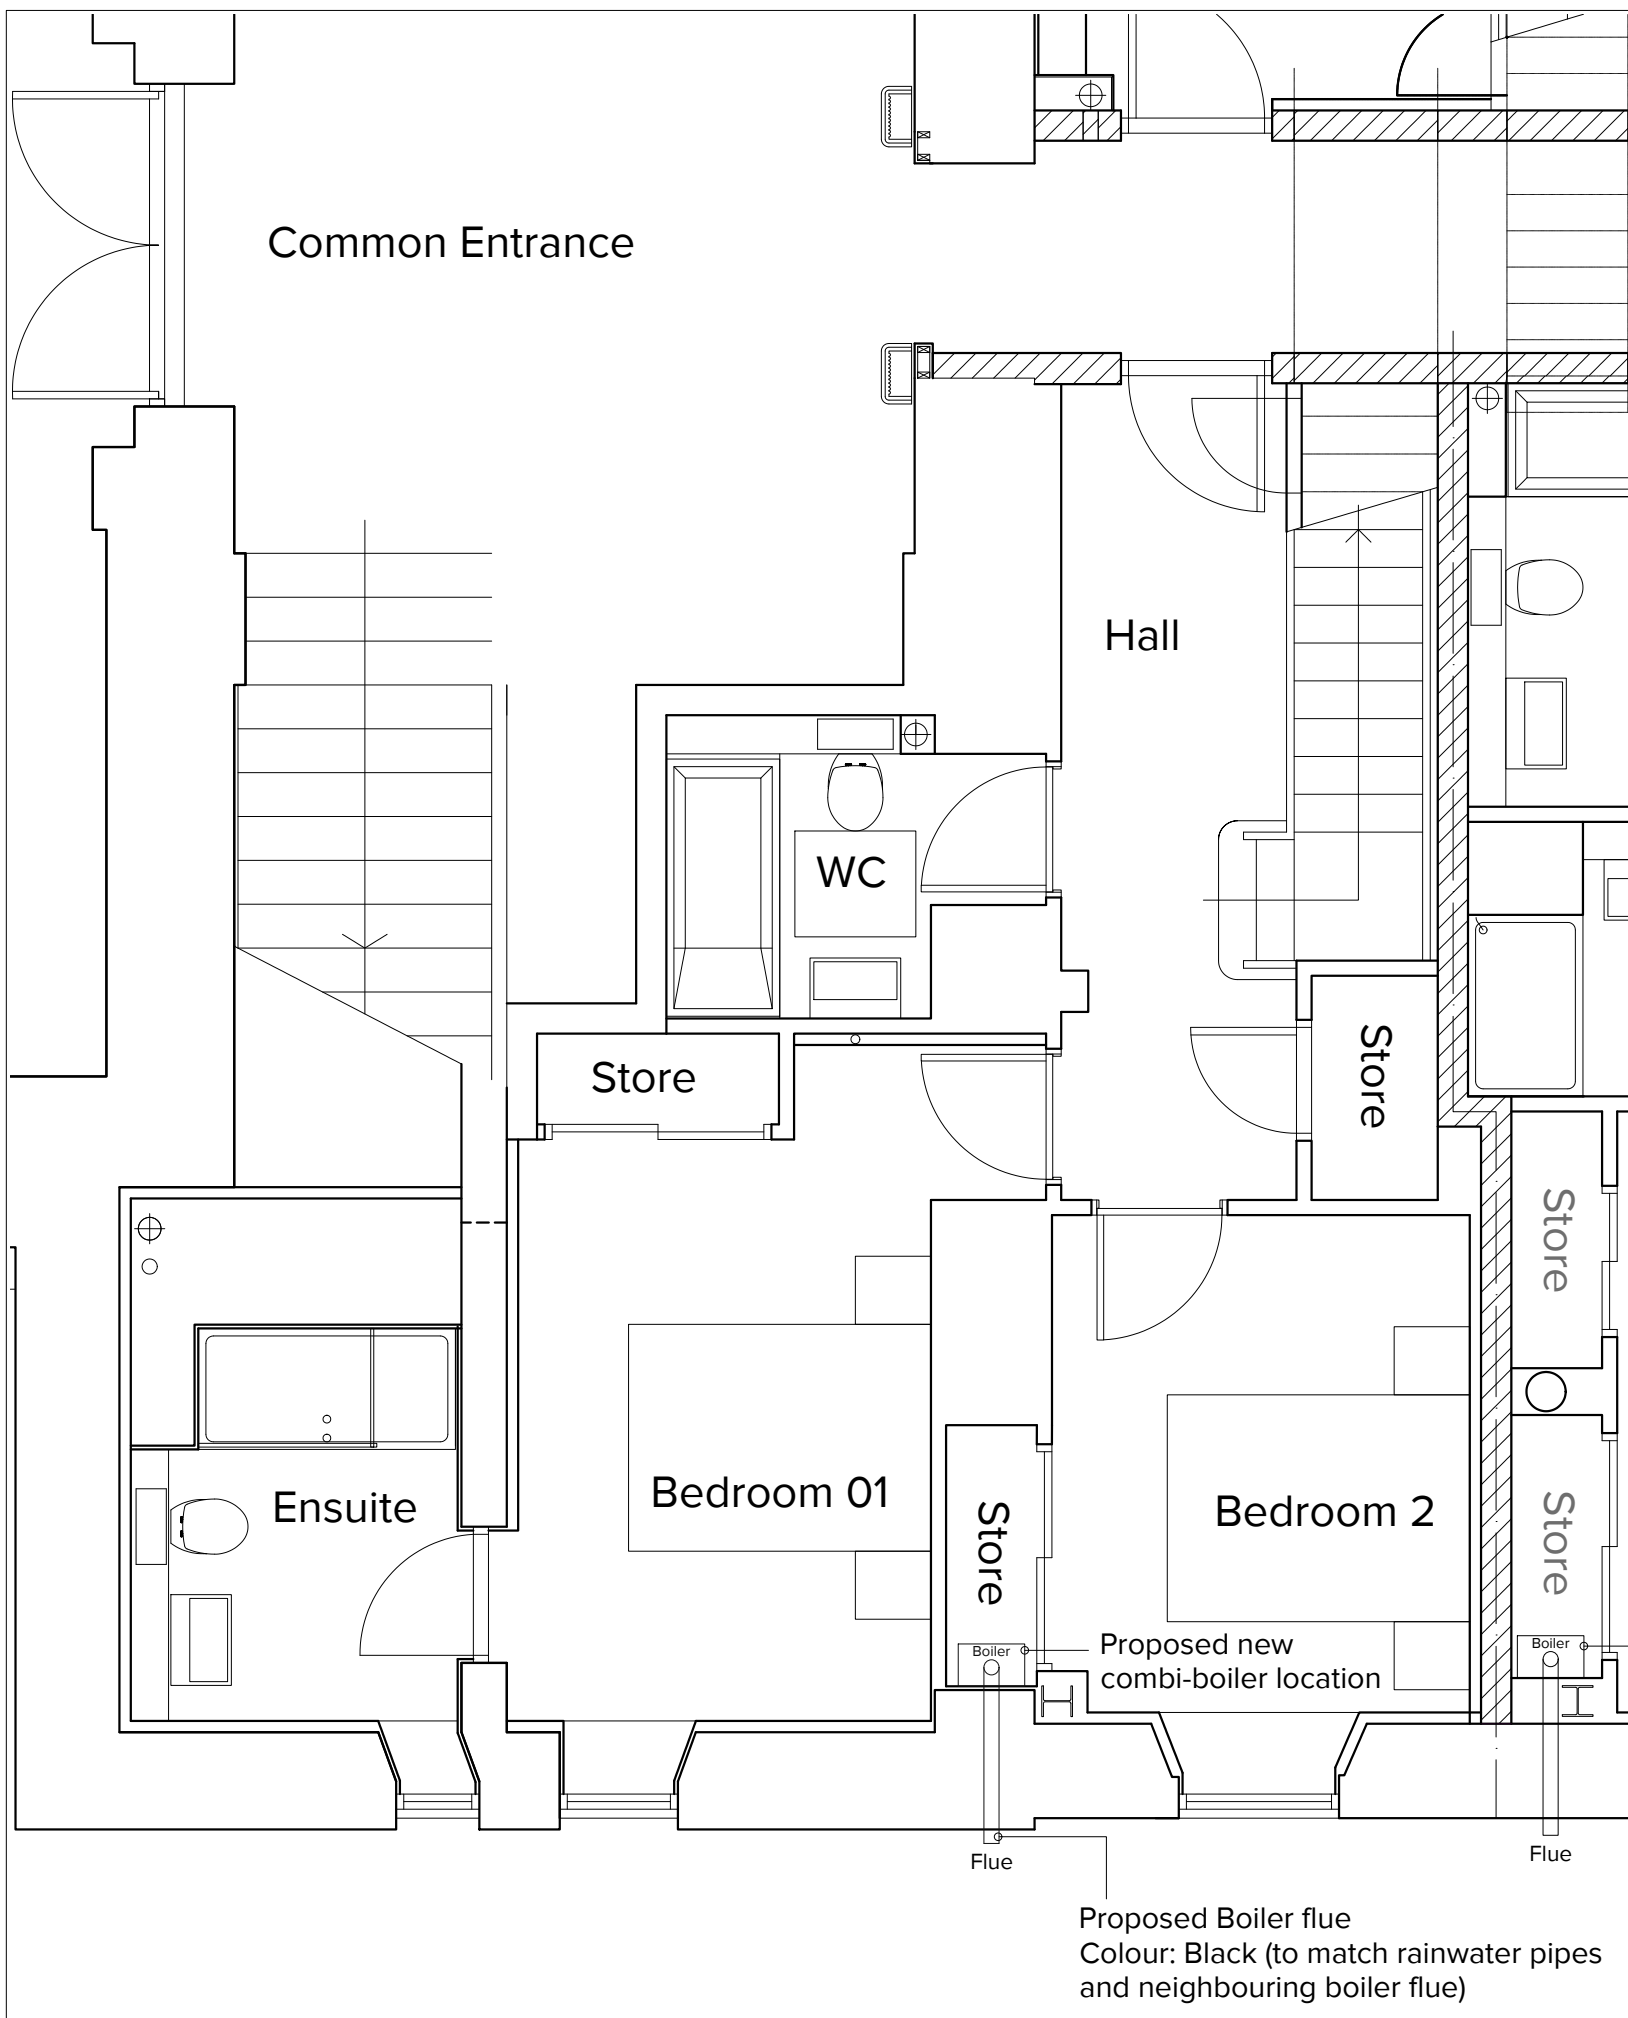 Common Entrance
Hall
WC
Store
Store
Store
Ensuite
Bedroom 01
Store
Bedroom 2
Store
Boiler
Proposed new
combi-boiler location
Boiler
Flue
Flue
Proposed Boiler flue
Colour: Black (to match rainwater pipes
and neighbouring boiler flue)